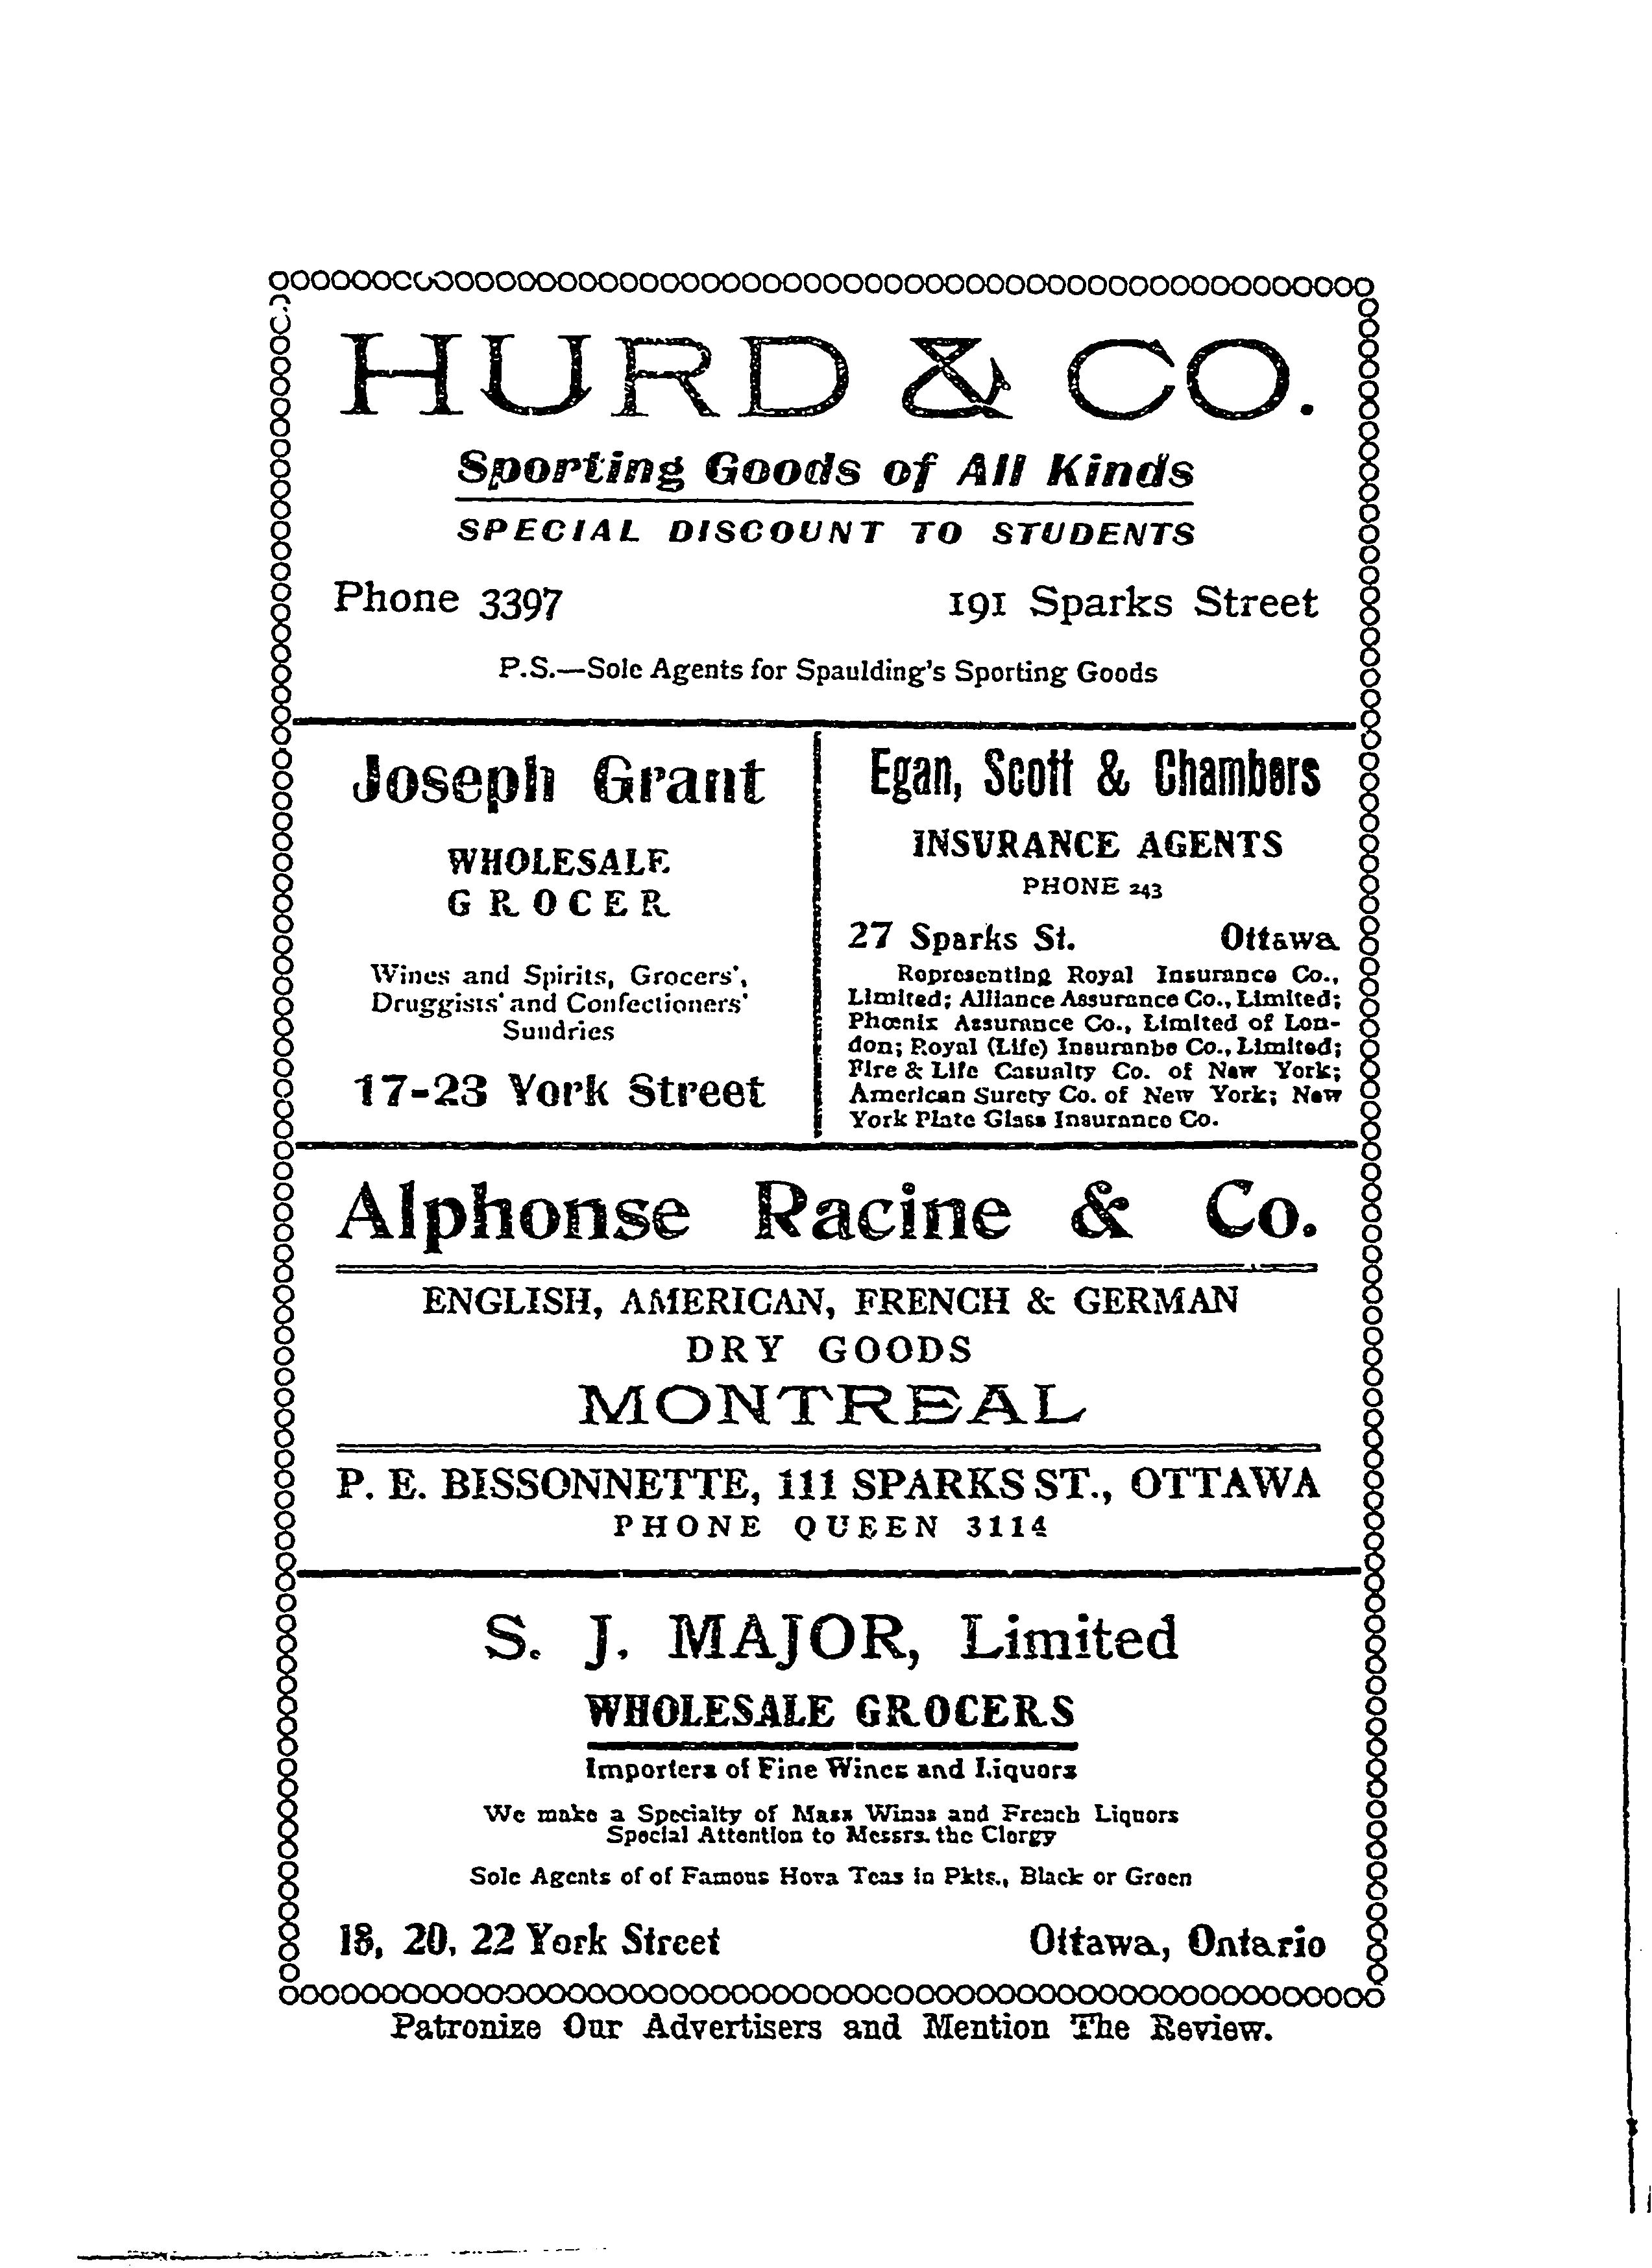 HURD & CO.
Sporting Goods of All Kinds
SPECIAL DISCOUNT TO STUDENTS
Phone 3397 191 Sparks Street
P.S.—Sole Agents for Spaulding's Sporting Goods
Joseph Grant
WHOLESALE
GROCER
Wines and Spirits, Grocers',
Druggists' and Confectioners'
Sundries
17-23 York Street
Egan, Scott & Chambers
INSURANCE AGENTS
PHONE 243
27 Sparks St. Ottawa
Representing Royal Insurance Co.,
Limited; Alliance Assurance Co., Limited;
Phœnix Assurance Co., Limited of Lon-
don; Royal (Life) Insuranbe Co., Limited;
Fire & Life Casualty Co. of New York;
American Surety Co. of New York; New
York Plate Glass Insurance Co.
Alphonse Racine & Co.
ENGLISH, AMERICAN, FRENCH & GERMAN
DRY GOODS
MONTREAL
P. E. BISSONNETTE, 111 SPARKS ST., OTTAWA
PHONE QUEEN 3114
S. J. MAJOR, Limited
WHOLESALE GROCERS
Importers of Fine Wines and Liquors
We make a Specialty of Mass Wines and French Liquors
Special Attention to Messrs. the Clergy
Sole Agents of of Famous Hova Teas in Pkts., Black or Green
18, 20, 22 York Street Ottawa, Ontario
Patronize Our Advertisers and Mention The Review.